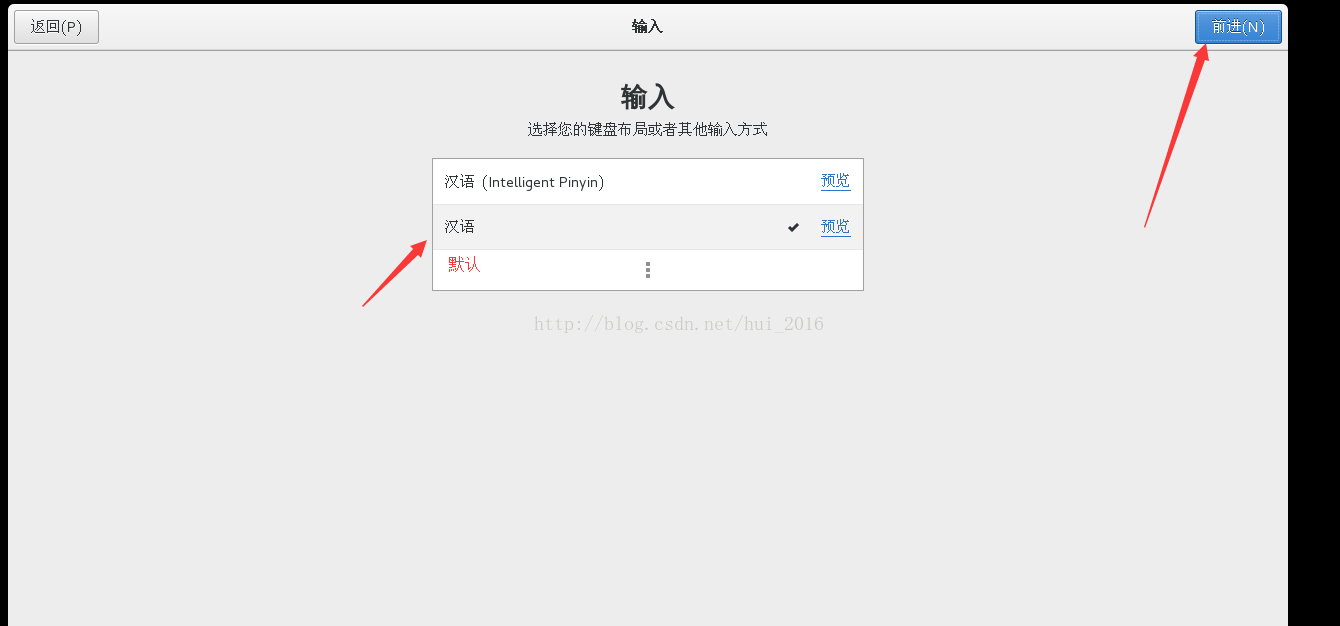 返回(P)
输入
前进(N)
输入
选择您的键盘布局或者其他输入方式
汉语 (Intelligent Pinyin)
预览
汉语
预览
默认
http://blog.csdn.net/hui_2016